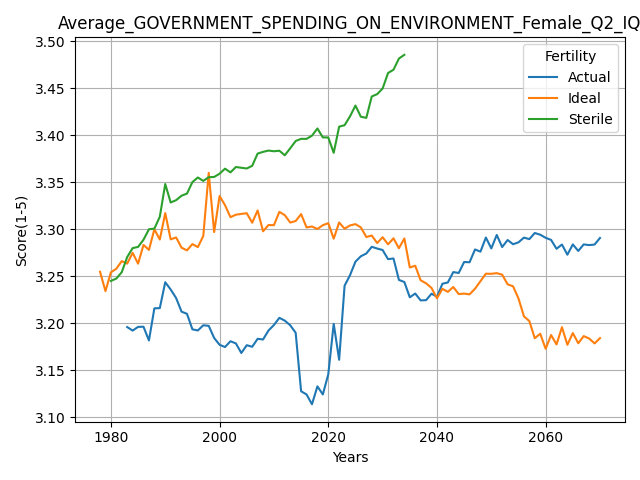 Average_GOVERNMENT_SPENDING_ON_ENVIRONMENT_Female_Q2_IQ
3.50
3.45
3.40
3.35
3.30
3.25
3.20
3.15
3.10
Score(1-5)
Fertility
Actual
Ideal
Sterile
1980 2000 2020 2040 2060
Years